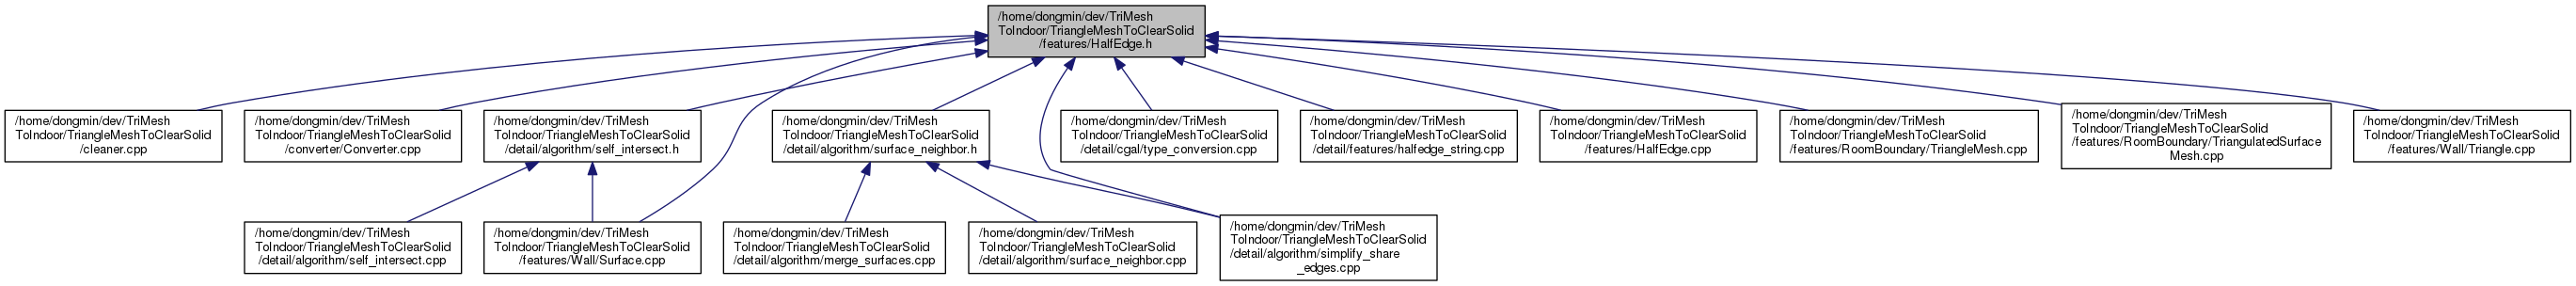 /home/dongmin/dev/TriMesh
ToIndoor/TriangleMeshToClearSolid
/features/HalfEdge.h
/home/dongmin/dev/TriMesh
ToIndoor/TriangleMeshToClearSolid
/cleaner.cpp
/home/dongmin/dev/TriMesh
ToIndoor/TriangleMeshToClearSolid
/converter/Converter.cpp
/home/dongmin/dev/TriMesh
ToIndoor/TriangleMeshToClearSolid
/detail/algorithm/self_intersect.h
/home/dongmin/dev/TriMesh
ToIndoor/TriangleMeshToClearSolid
/detail/algorithm/surface_neighbor.h
/home/dongmin/dev/TriMesh
ToIndoor/TriangleMeshToClearSolid
/detail/cgal/type_conversion.cpp
/home/dongmin/dev/TriMesh
ToIndoor/TriangleMeshToClearSolid
/detail/features/halfedge_string.cpp
/home/dongmin/dev/TriMesh
ToIndoor/TriangleMeshToClearSolid
/features/HalfEdge.cpp
/home/dongmin/dev/TriMesh
ToIndoor/TriangleMeshToClearSolid
/features/RoomBoundary/TriangleMesh.cpp
/home/dongmin/dev/TriMesh
ToIndoor/TriangleMeshToClearSolid
/features/RoomBoundary/TriangulatedSurface
Mesh.cpp
/home/dongmin/dev/TriMesh
ToIndoor/TriangleMeshToClearSolid
/features/Wall/Triangle.cpp
/home/dongmin/dev/TriMesh
ToIndoor/TriangleMeshToClearSolid
/detail/algorithm/self_intersect.cpp
/home/dongmin/dev/TriMesh
ToIndoor/TriangleMeshToClearSolid
/features/Wall/Surface.cpp
/home/dongmin/dev/TriMesh
ToIndoor/TriangleMeshToClearSolid
/detail/algorithm/merge_surfaces.cpp
/home/dongmin/dev/TriMesh
ToIndoor/TriangleMeshToClearSolid
/detail/algorithm/surface_neighbor.cpp
/home/dongmin/dev/TriMesh
ToIndoor/TriangleMeshToClearSolid
/detail/algorithm/simplify_share
_edges.cpp